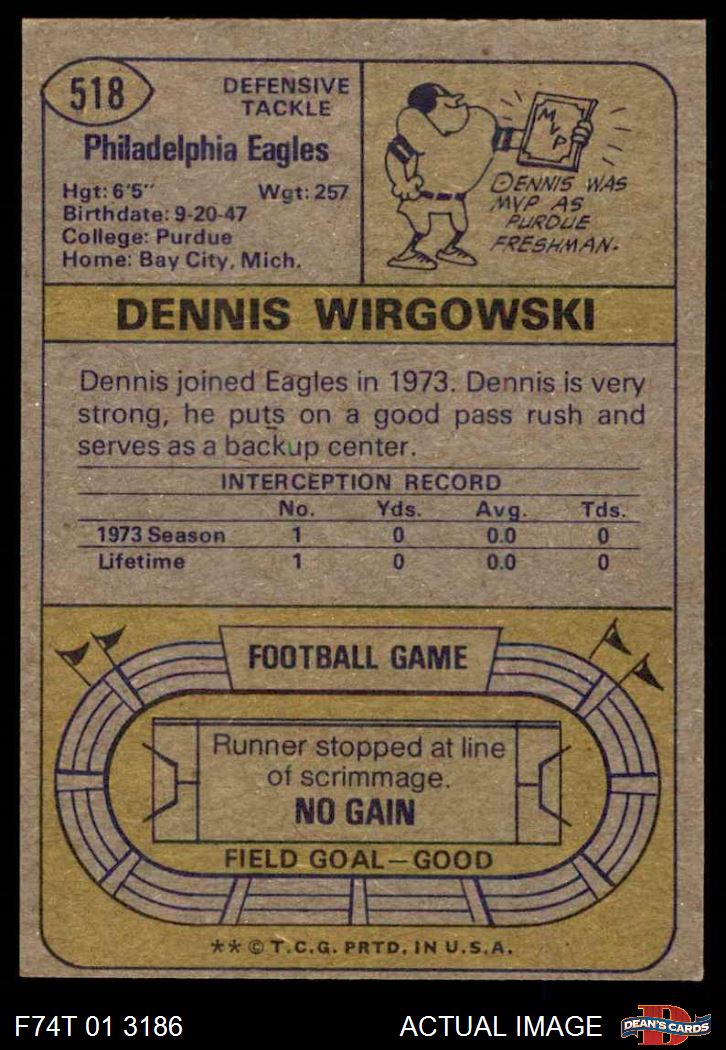 518
DEFENSIVE
TACKLE
Philadelphia Eagles
Hgt: 6'5" Wgt: 257
Birthdate: 9-20-47
College: Purdue
Home: Bay City, Mich.
MVP
DENNIS WAS
MVP AS
PURDUE
FRESHMAN.
DENNIS WIRGOWSKI
Dennis joined Eagles in 1973. Dennis is very
strong, he puts on a good pass rush and
serves as a backup center.
INTERCEPTION RECORD
No. Yds. Avg. Tds.
1973 Season 1 0 0.0 0
Lifetime 1 0 0.0 0
FOOTBALL GAME
Runner stopped at line
of scrimmage.
NO GAIN
FIELD GOAL—GOOD
** © T.C.G. PRTD. IN U.S.A.
F74T 01 3186 ACTUAL IMAGE
D
DEAN'S CARDS